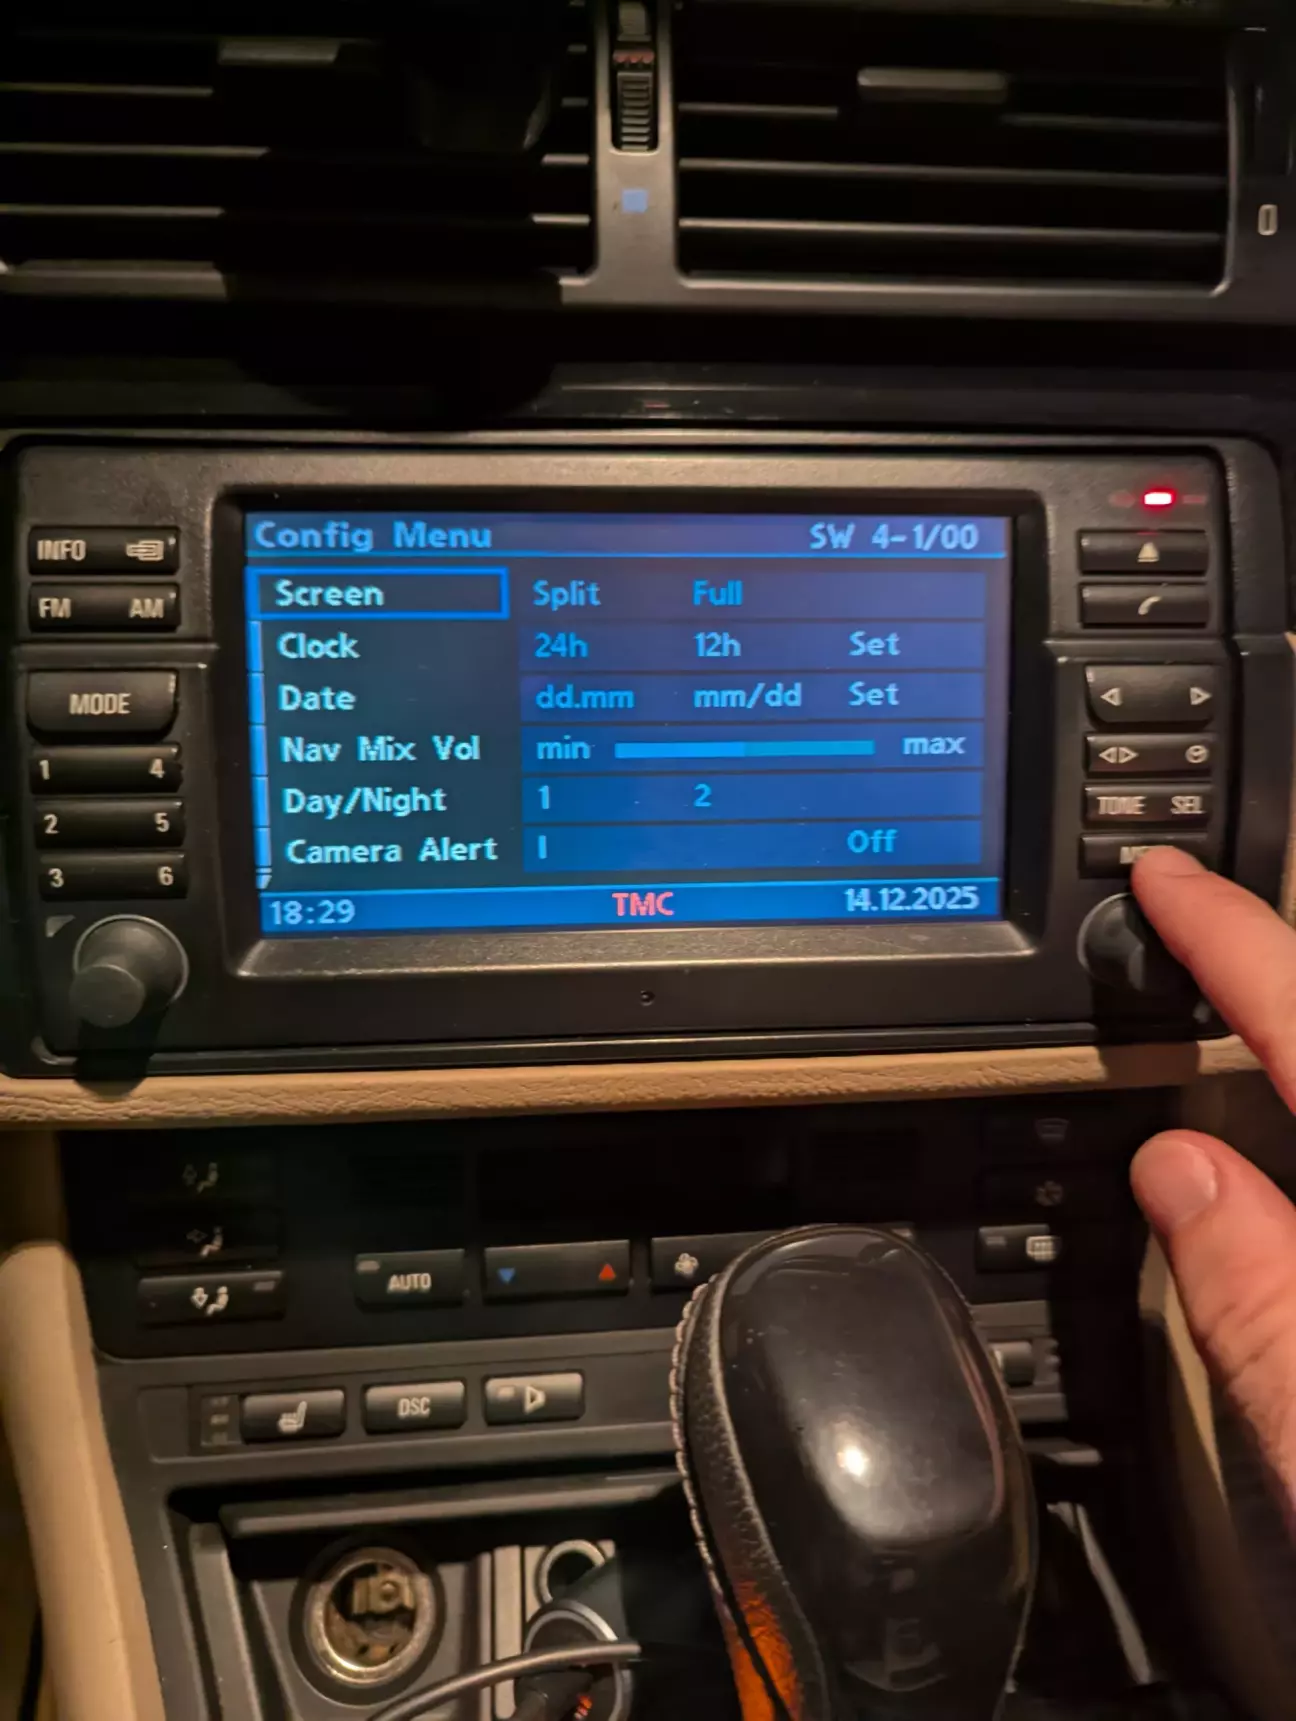 Config Menu SW 4-1/00
Screen Split Full
Clock 24h 12h Set
Date dd.mm mm/dd Set
Nav Mix Vol min max
Day/Night 1 2
Camera Alert I Off
18:29 TMC 14.12.2025
INFO
FM AM
MODE
1 4
2 5
3 6
TONE SEL
AUTO
DSC
0